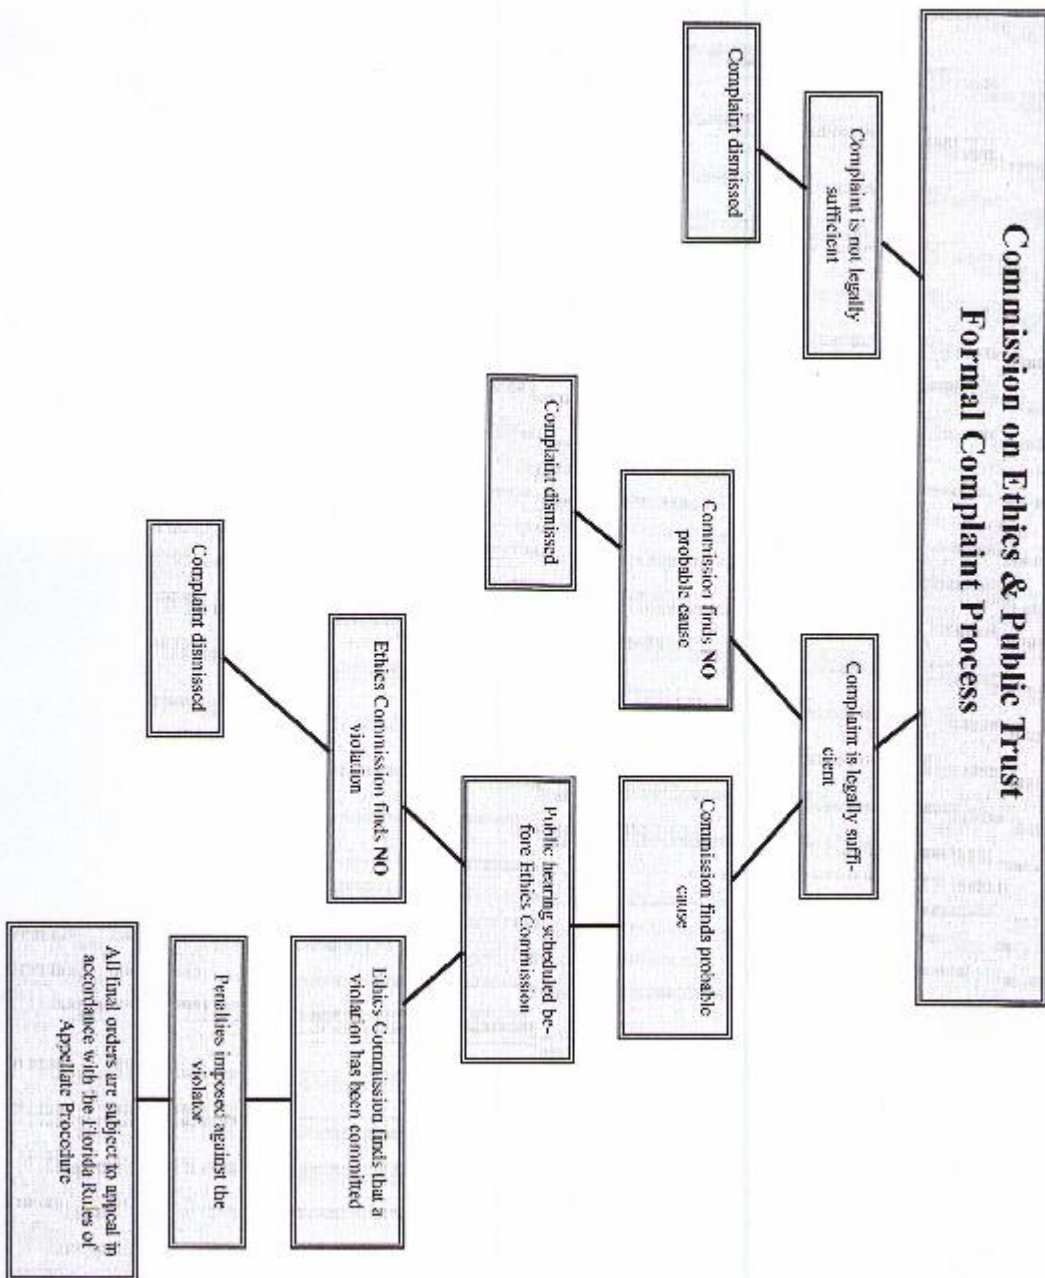 Commission on Ethics & Public Trust
Formal Complaint Process
Complaint is not legally
sufficient
Complaint dismissed
Complaint is legally suffi-
cient
Commission finds NO
probable cause
Complaint dismissed
Commission finds probable
cause
Public hearing scheduled be-
fore Ethics Commission
Ethics Commission finds NO
violation
Complaint dismissed
Ethics Commission finds that a
violation has been committed
Penalties imposed against the
violator
All final orders are subject to appeal in
accordance with the Florida Rules of
Appellate Procedure